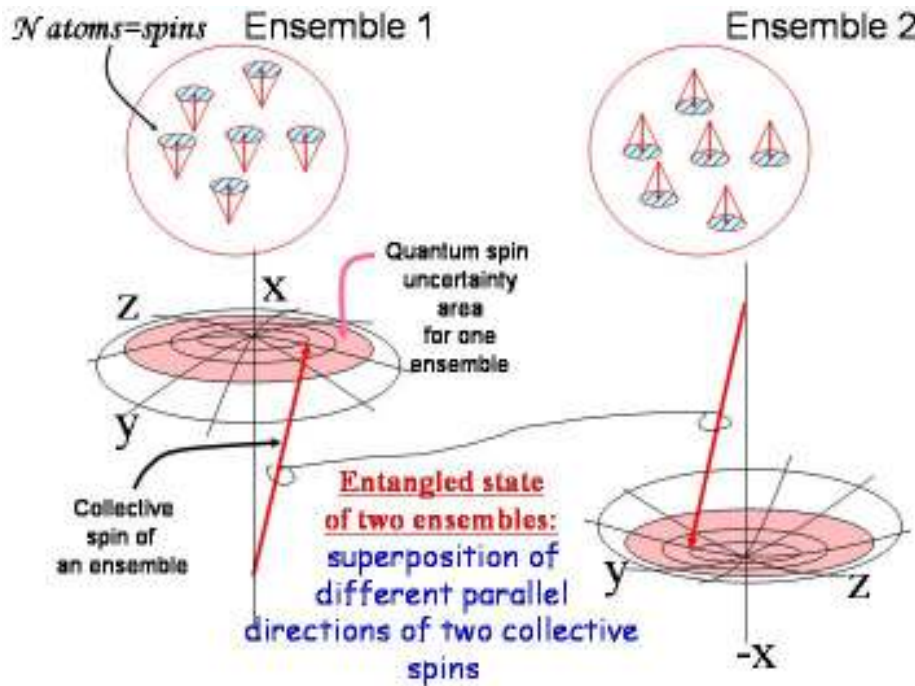 N atoms=spins
Ensemble 1
Ensemble 2
Quantum spin
uncertainty
area
for one
ensemble
x
z
y
Collective
spin of
an ensemble
Entangled state
of two ensembles:
superposition of
different parallel
directions of two collective
spins
y
z
-x